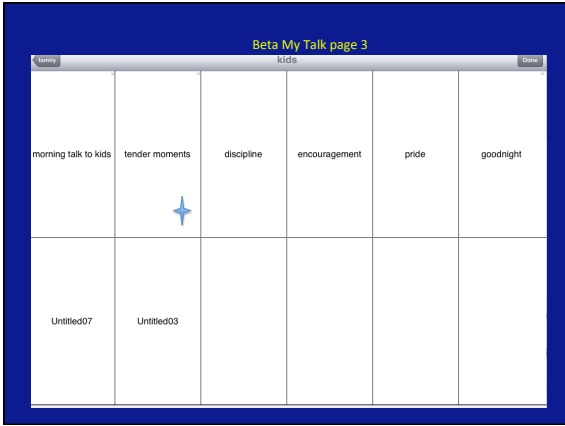 Beta My Talk page 3
family kids Done
morning talk to kids tender moments discipline encouragement pride goodnight
Untitled07 Untitled03